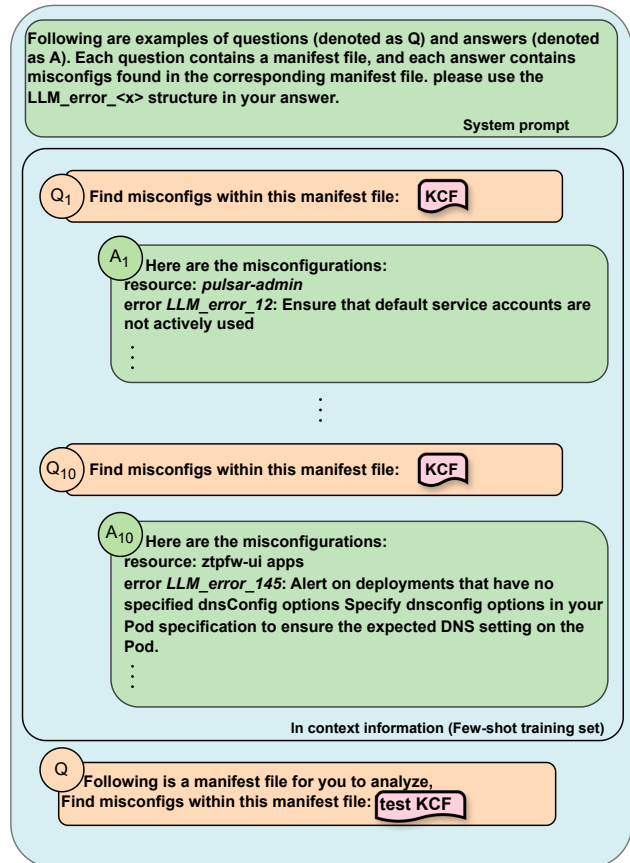 Following are examples of questions (denoted as Q) and answers (denoted
as A). Each question contains a manifest file, and each answer contains
misconfigs found in the corresponding manifest file. please use the
LLM_error_<x> structure in your answer.
System prompt
Q1 Find misconfigs within this manifest file: KCF
A1 Here are the misconfigurations:
resource: pulsar-admin
error LLM_error_12: Ensure that default service accounts are
not actively used
Q10 Find misconfigs within this manifest file: KCF
A10 Here are the misconfigurations:
resource: ztpfw-ui apps
error LLM_error_145: Alert on deployments that have no
specified dnsConfig options Specify dnsconfig options in your
Pod specification to ensure the expected DNS setting on the
Pod.
In context information (Few-shot training set)
Q Following is a manifest file for you to analyze,
Find misconfigs within this manifest file: test KCF